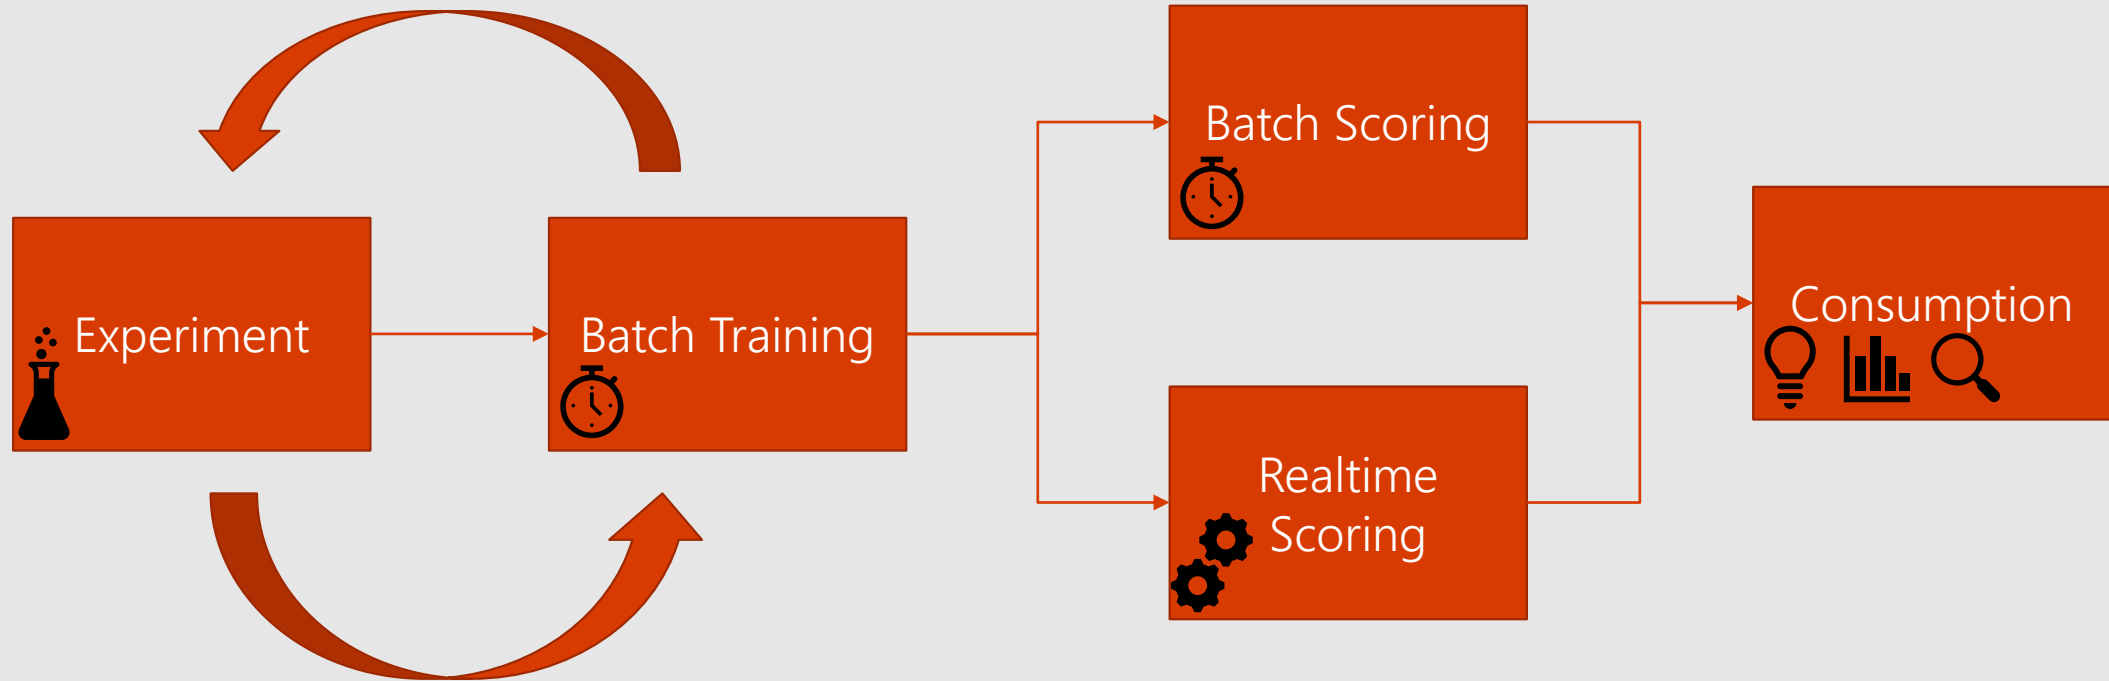 Experiment
Batch Training
Batch Scoring
Realtime
Scoring
Consumption